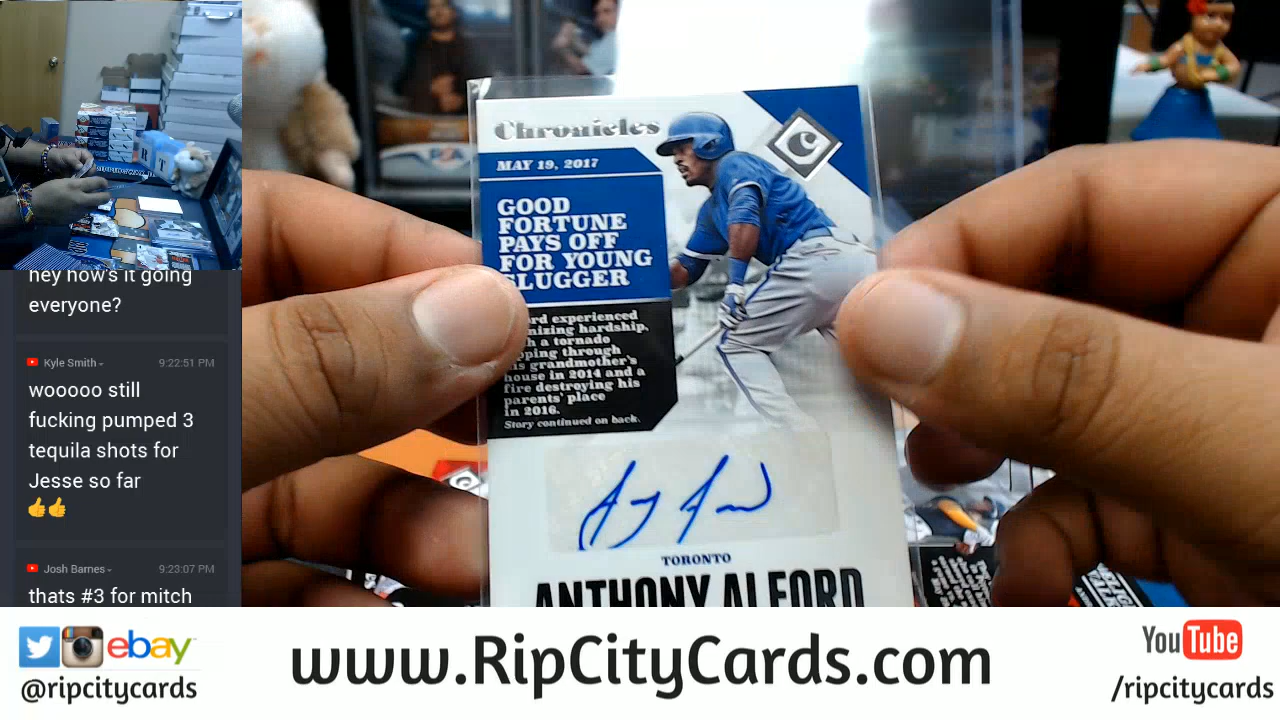 hey how's it going
everyone?
Kyle Smith
9:22:51 PM
wooooo still
fucking pumped 3
tequila shots for
Jesse so far
👍👍
Josh Barnes
9:23:07 PM
thats #3 for mitch
Chronicles
C
MAY 19, 2017
GOOD
FORTUNE
PAYS OFF
FOR YOUNG
SLUGGER
experienced
hardship,
a tornado
through
grandmother's
house in 2014 and a
fire destroying his
parents' place
in 2016.
Story continued on back.
TORONTO
ANTHONY ALFORD
ebay
@ripcitycards
www.RipCityCards.com
YouTube
/ripcitycards